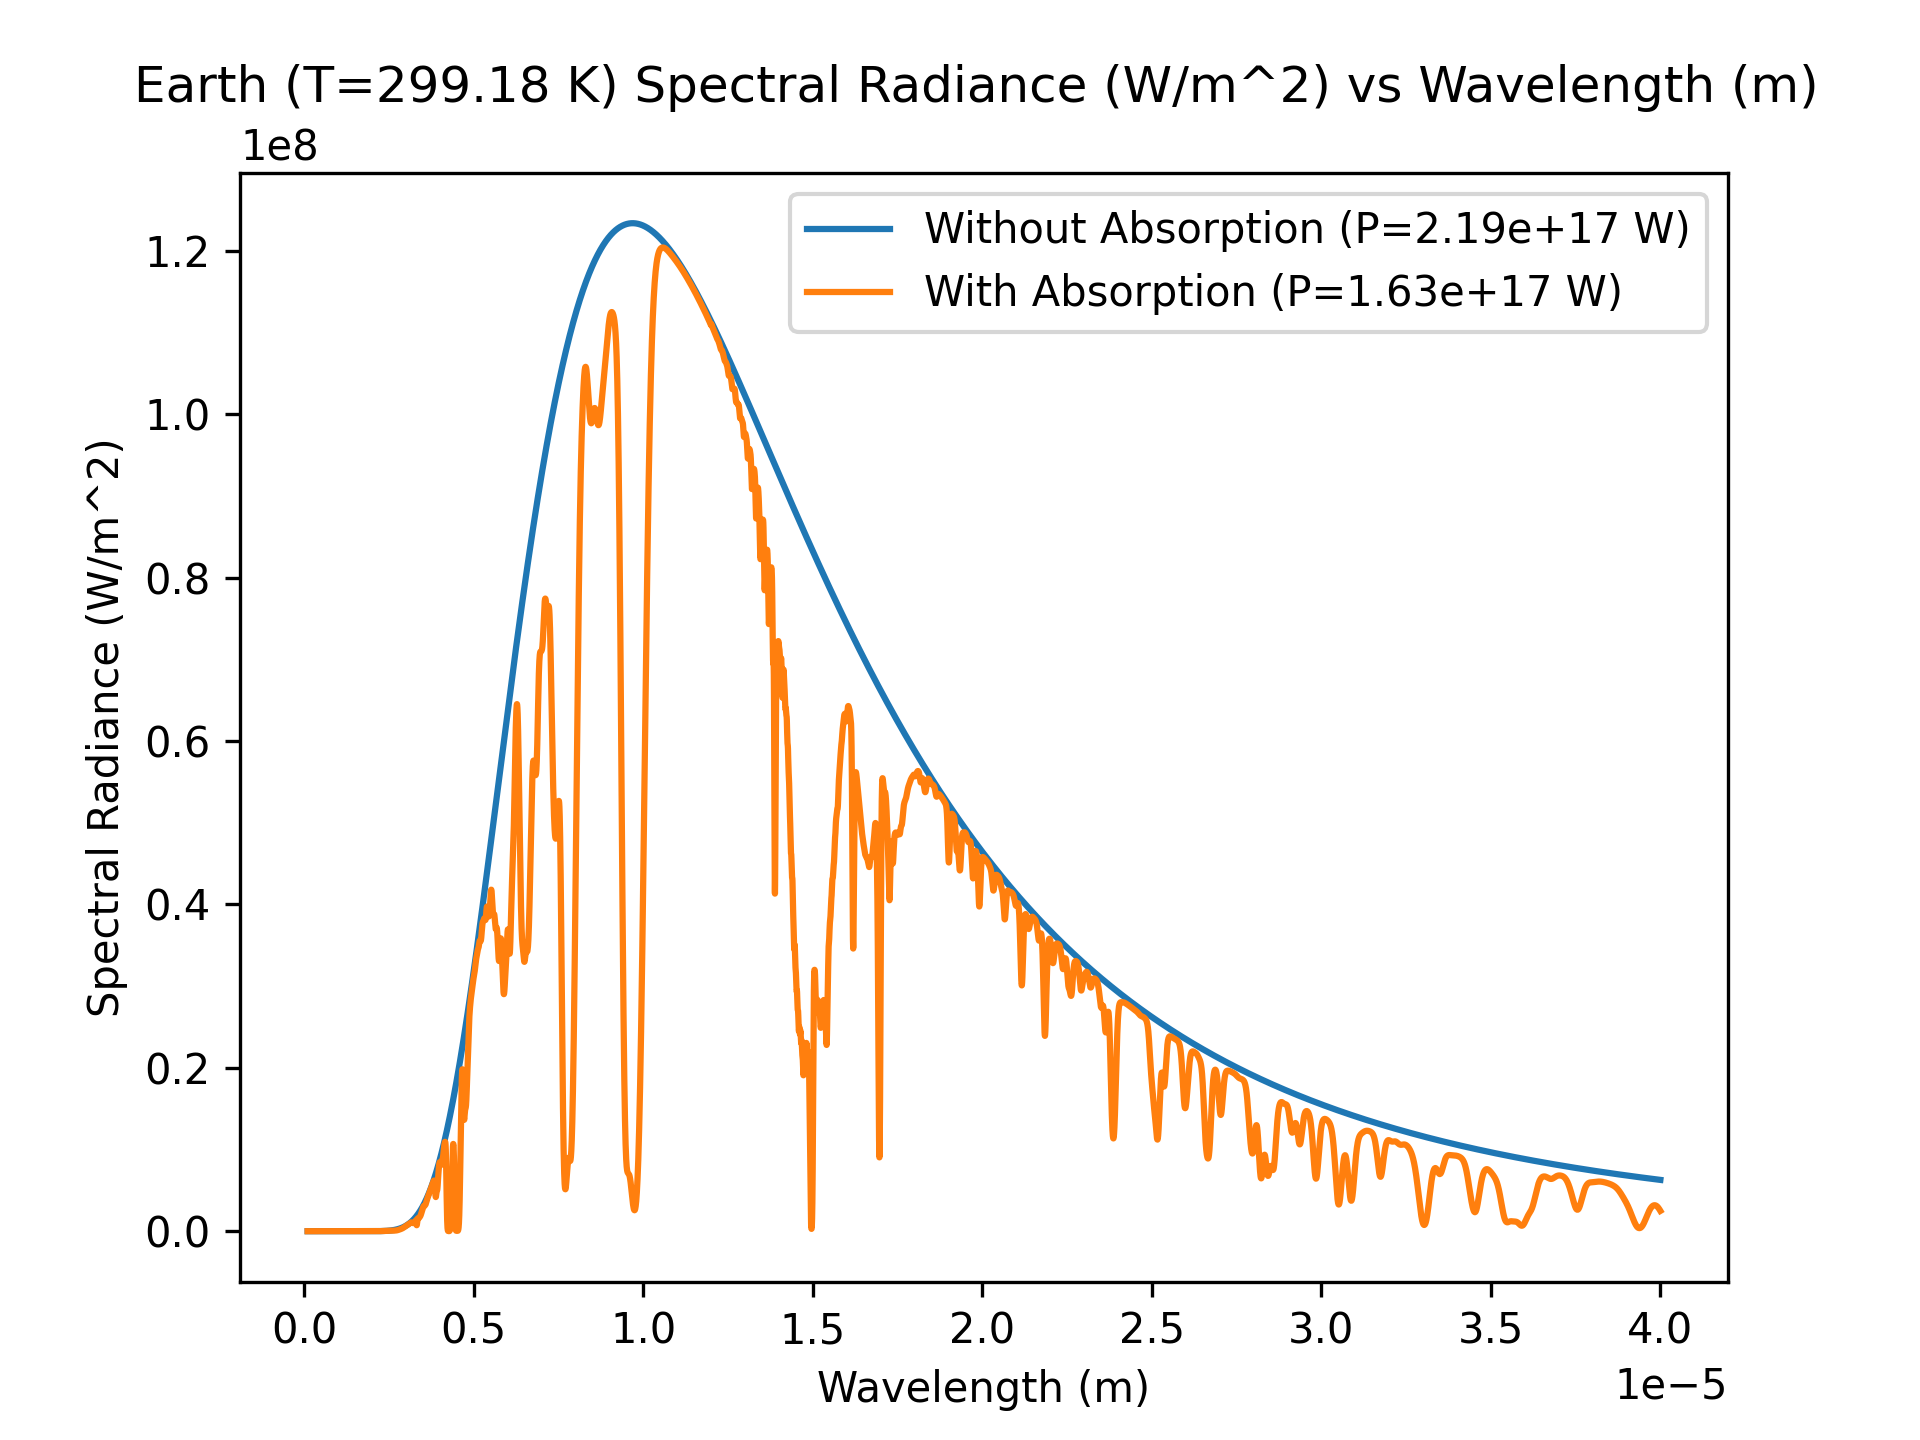 Earth (T=299.18 K) Spectral Radiance (W/m^2) vs Wavelength (m)
1e8
Without Absorption (P=2.19e+17 W)
With Absorption (P=1.63e+17 W)
1.2
1.0
0.8
0.6
0.4
0.2
0.0
Spectral Radiance (W/m^2)
0.0 0.5 1.0 1.5 2.0 2.5 3.0 3.5 4.0
1e−5
Wavelength (m)